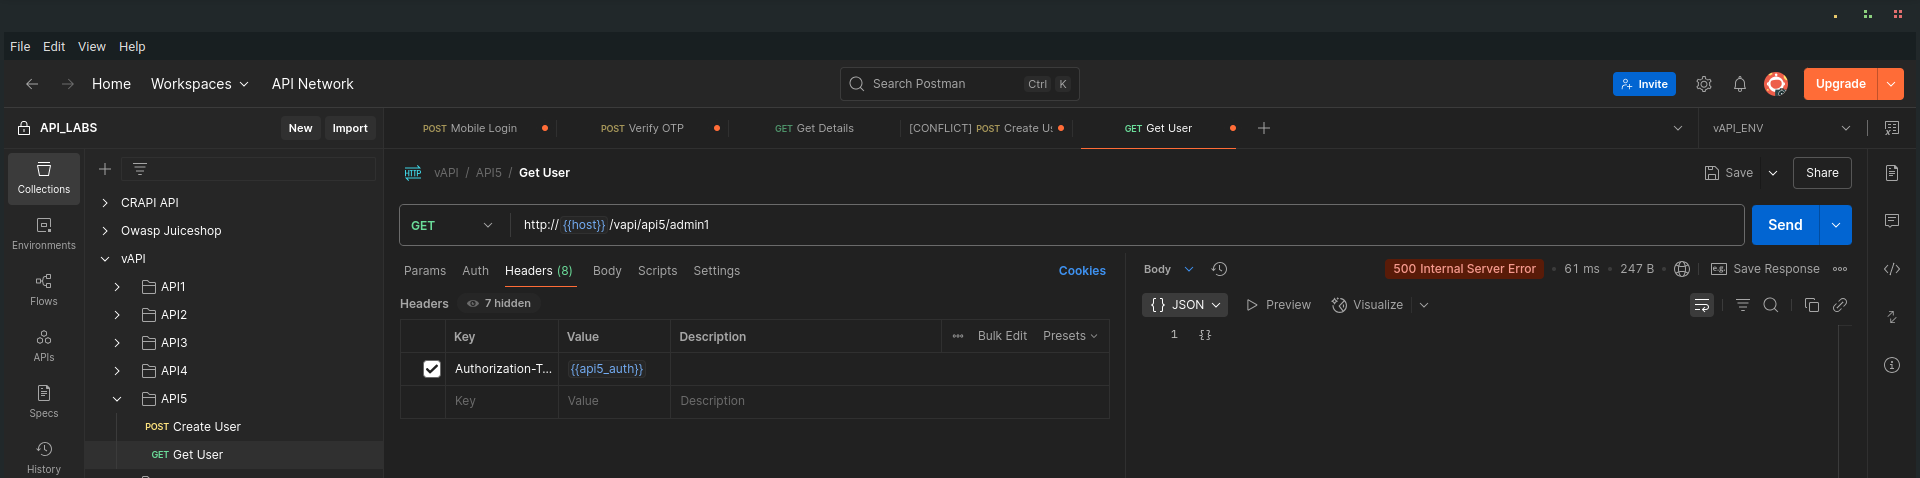 File Edit View Help
Home Workspaces API Network
Search Postman Ctrl K
Invite
Upgrade
API_LABS New Import
POST Mobile Login
POST Verify OTP
GET Get Details
[CONFLICT] POST Create U
GET Get User
vAPI_ENV
Collections
Environments
Flows
APIs
Specs
History
CRAPI API
Owasp Juiceshop
vAPI
API1
API2
API3
API4
API5
POST Create User
GET Get User
HTTP vAPI / API5 / Get User
Save Share
GET http:// {{host}} /vapi/api5/admin1
Send
Params Auth Headers (8) Body Scripts Settings Cookies
Headers 7 hidden
Key Value Description ••• Bulk Edit Presets
Authorization-T... {{api5_auth}}
Key Value Description
Body 500 Internal Server Error • 61 ms • 247 B • Save Response •••
{} JSON Preview Visualize
1 {}